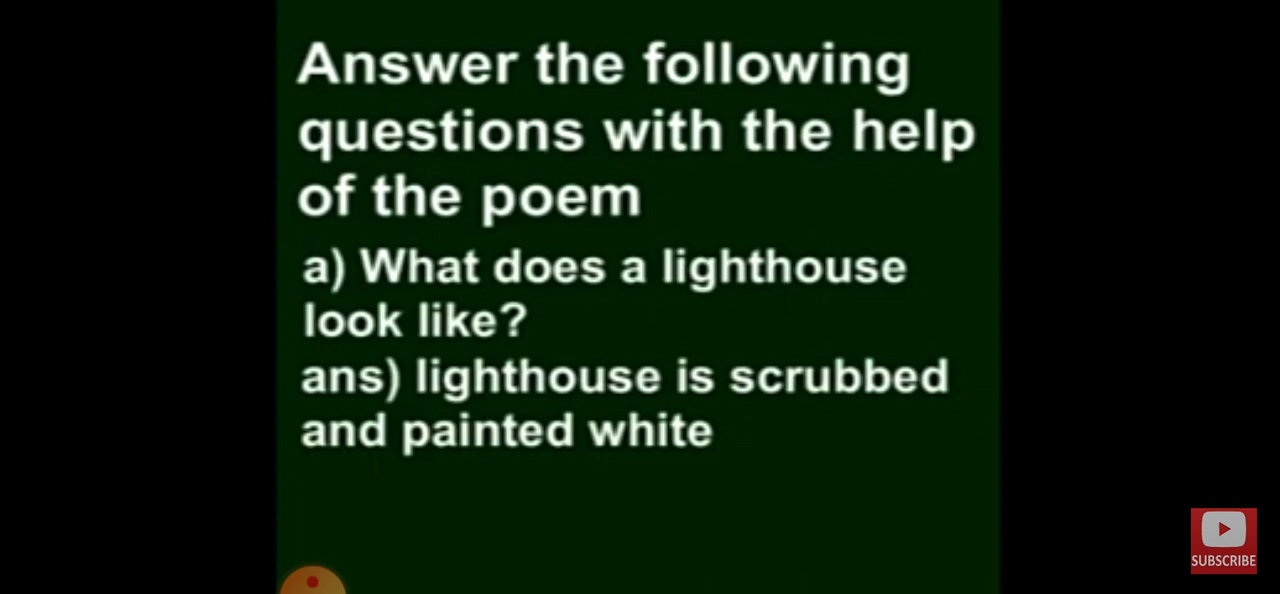 Answer the following
questions with the help
of the poem
a) What does a lighthouse
look like?
ans) lighthouse is scrubbed
and painted white
SUBSCRIBE